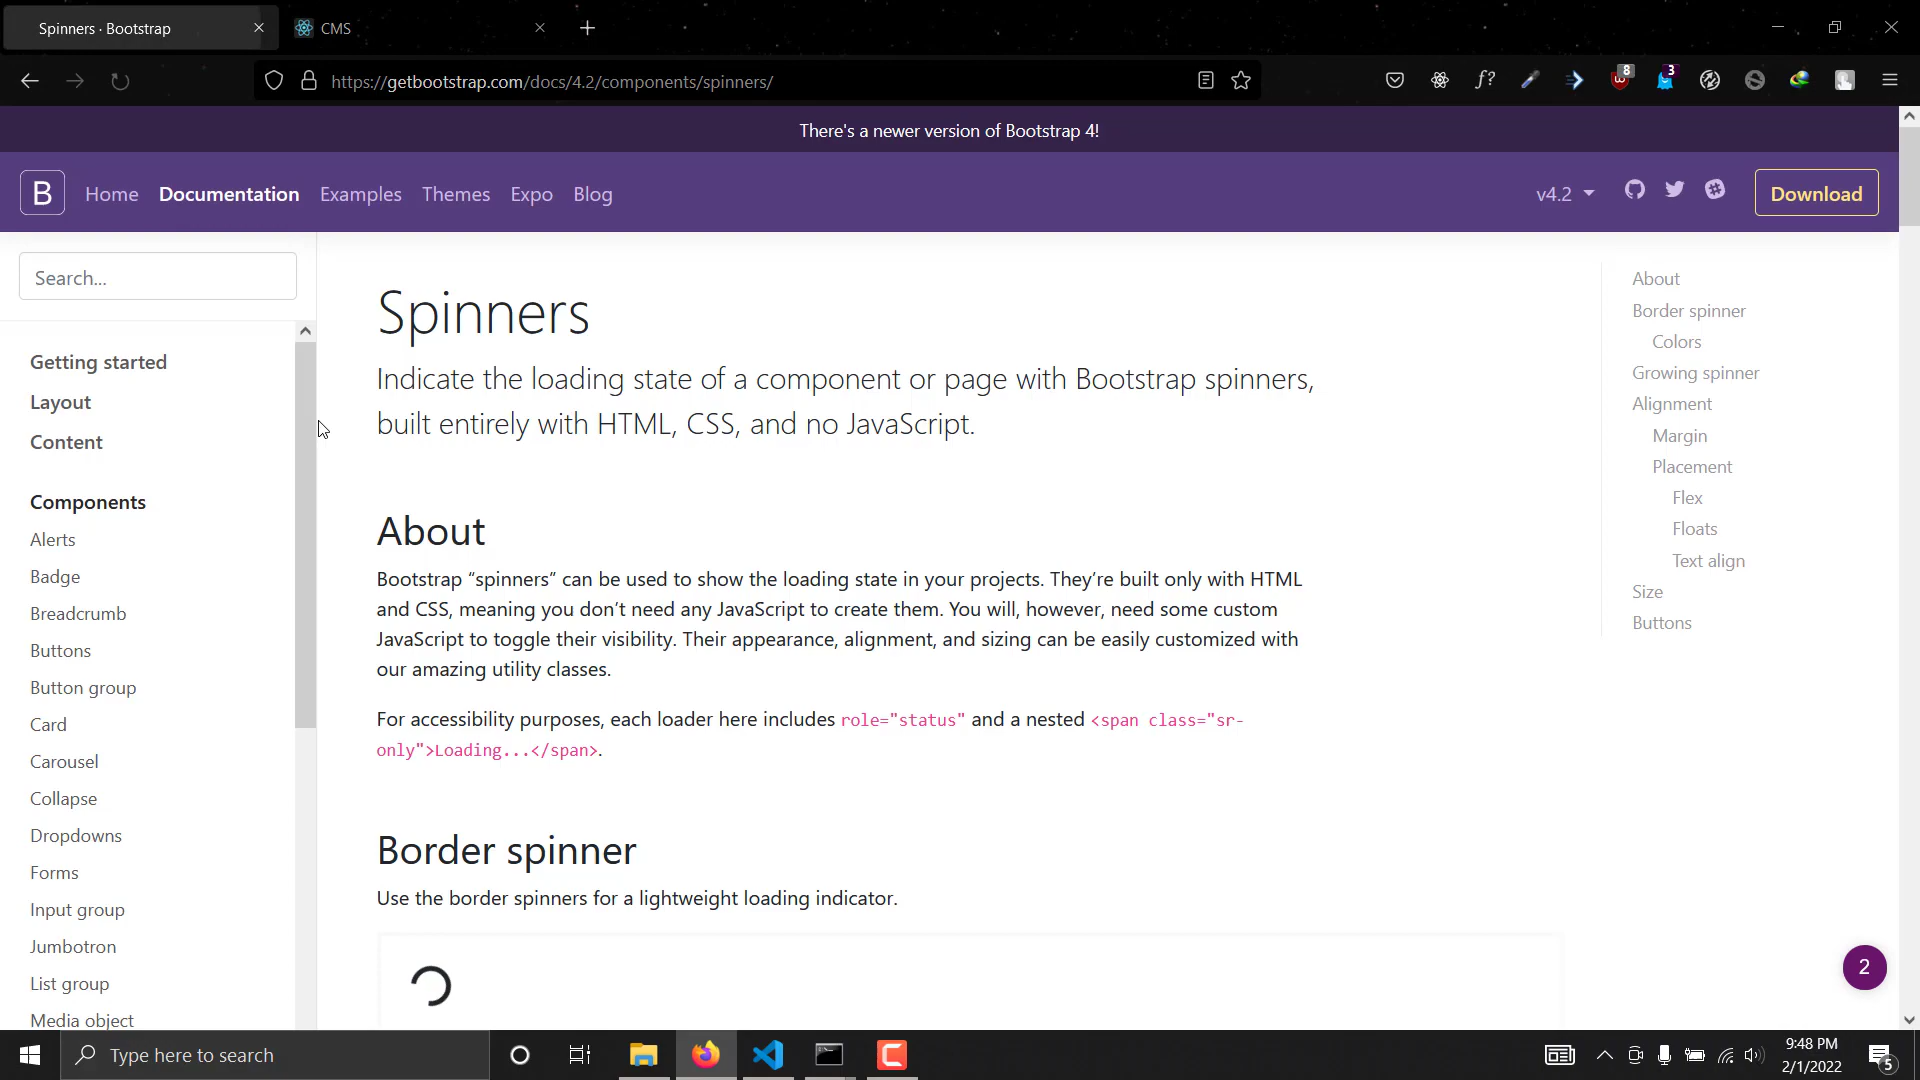 Spinners · Bootstrap
CMS
https://getbootstrap.com/docs/4.2/components/spinners/
f?
8
3
There's a newer version of Bootstrap 4!
B
Home
Documentation
Examples
Themes
Expo
Blog
v4.2
Download
Search...
Getting started
Layout
Content
Components
Alerts
Badge
Breadcrumb
Buttons
Button group
Card
Carousel
Collapse
Dropdowns
Forms
Input group
Jumbotron
List group
Media object
Spinners
Indicate the loading state of a component or page with Bootstrap spinners,
built entirely with HTML, CSS, and no JavaScript.
About
Bootstrap “spinners” can be used to show the loading state in your projects. They’re built only with HTML
and CSS, meaning you don’t need any JavaScript to create them. You will, however, need some custom
JavaScript to toggle their visibility. Their appearance, alignment, and sizing can be easily customized with
our amazing utility classes.
For accessibility purposes, each loader here includes role="status" and a nested <span class="sr-
only">Loading...</span>.
Border spinner
Use the border spinners for a lightweight loading indicator.
About
Border spinner
Colors
Growing spinner
Alignment
Margin
Placement
Flex
Floats
Text align
Size
Buttons
2
Type here to search
9:48 PM
2/1/2022
5